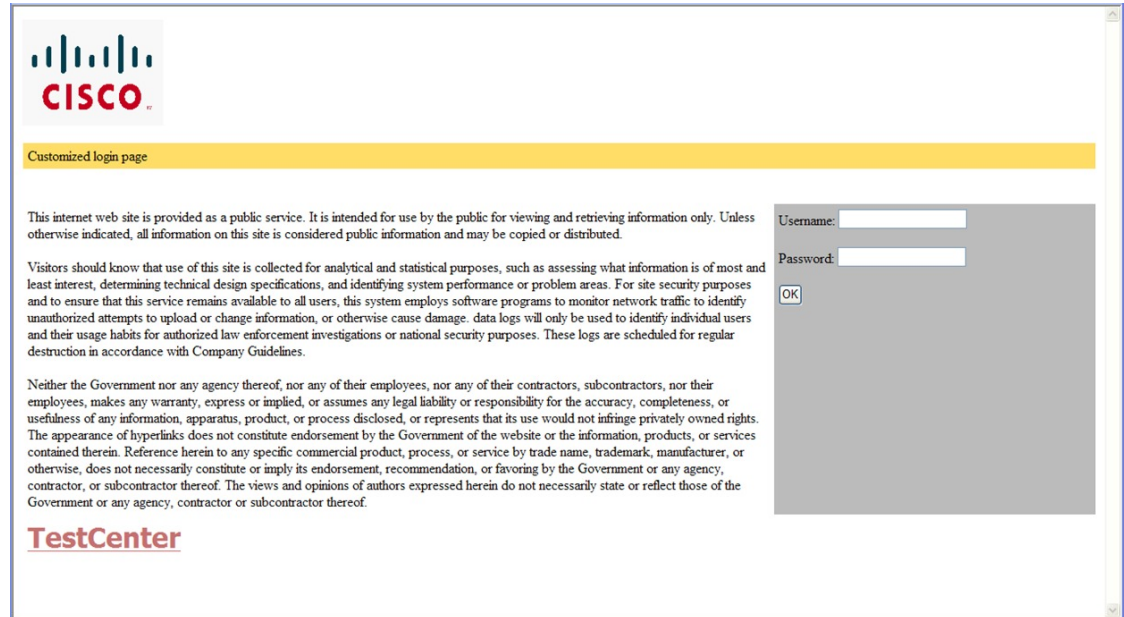 CISCO
Customized login page
This internet web site is provided as a public service. It is intended for use by the public for viewing and retrieving information only. Unless
otherwise indicated, all information on this site is considered public information and may be copied or distributed.
Visitors should know that use of this site is collected for analytical and statistical purposes, such as assessing what information is of most and
least interest, determining technical design specifications, and identifying system performance or problem areas. For site security purposes
and to ensure that this service remains available to all users, this system employs software programs to monitor network traffic to identify
unauthorized attempts to upload or change information, or otherwise cause damage. data logs will only be used to identify individual users
and their usage habits for authorized law enforcement investigations or national security purposes. These logs are scheduled for regular
destruction in accordance with Company Guidelines.
Neither the Government nor any agency thereof, nor any of their employees, nor any of their contractors, subcontractors, nor their
employees, makes any warranty, express or implied, or assumes any legal liability or responsibility for the accuracy, completeness, or
usefulness of any information, apparatus, product, or process disclosed, or represents that its use would not infringe privately owned rights.
The appearance of hyperlinks does not constitute endorsement by the Government of the website or the information, products, or services
contained therein. Reference herein to any specific commercial product, process, or service by trade name, trademark, manufacturer, or
otherwise, does not necessarily constitute or imply its endorsement, recommendation, or favoring by the Government or any agency,
contractor, or subcontractor thereof. The views and opinions of authors expressed herein do not necessarily state or reflect those of the
Government or any agency, contractor or subcontractor thereof.
TestCenter
Username:
Password:
OK